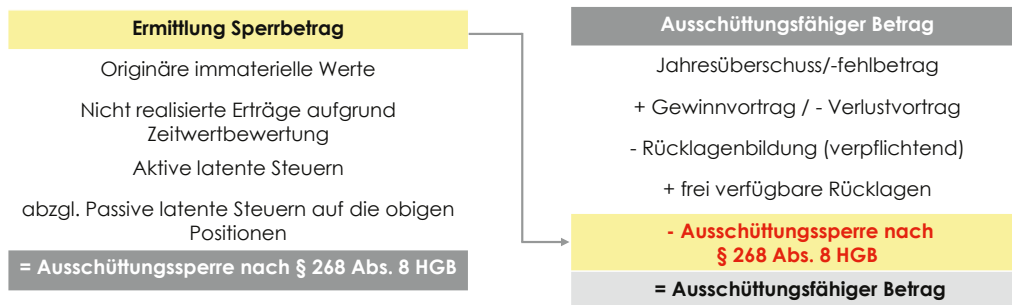 Ermittlung Sperrbetrag
Originäre immaterielle Werte
Nicht realisierte Erträge aufgrund
Zeitwertbewertung
Aktive latente Steuern
abzgl. Passive latente Steuern auf die obigen
Positionen
= Ausschüttungssperre nach § 268 Abs. 8 HGB
Ausschüttungsfähiger Betrag
Jahresüberschuss/-fehlbetrag
+ Gewinnvortrag / - Verlustvortrag
- Rücklagenbildung (verpflichtend)
+ frei verfügbare Rücklagen
- Ausschüttungssperre nach
§ 268 Abs. 8 HGB
= Ausschüttungsfähiger Betrag